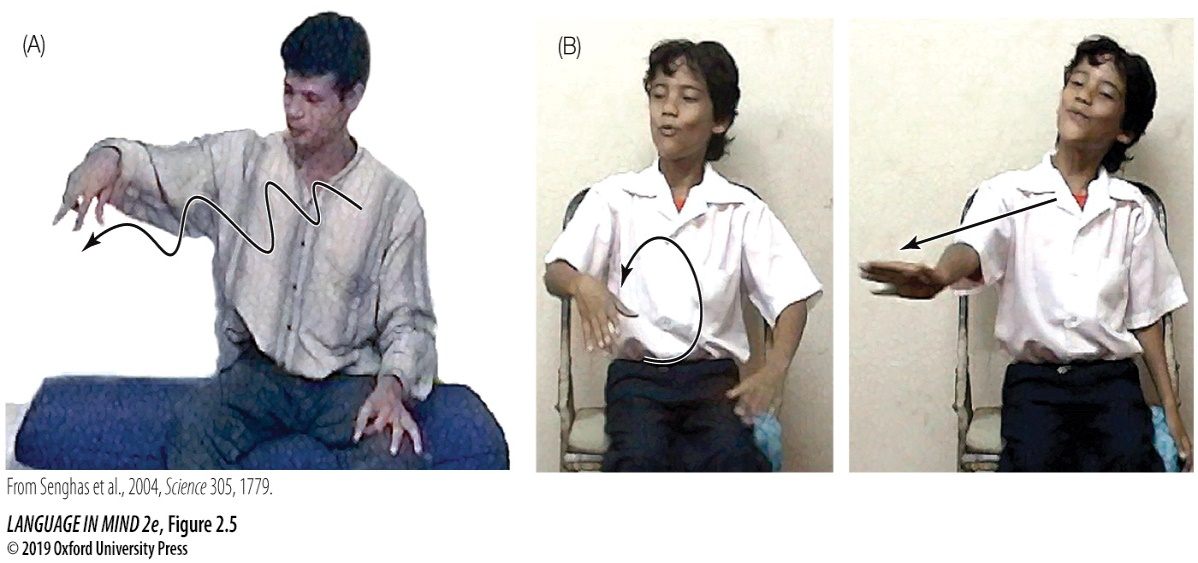 (A)
(B)
From Senghas et al., 2004, Science 305, 1779.
LANGUAGE IN MIND 2e, Figure 2.5
© 2019 Oxford University Press